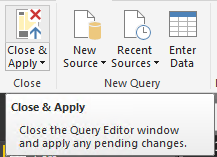 Close & New Recent Enter
Apply Source Sources Data
Close New Query
Close & Apply
Close the Query Editor window
and apply any pending changes.